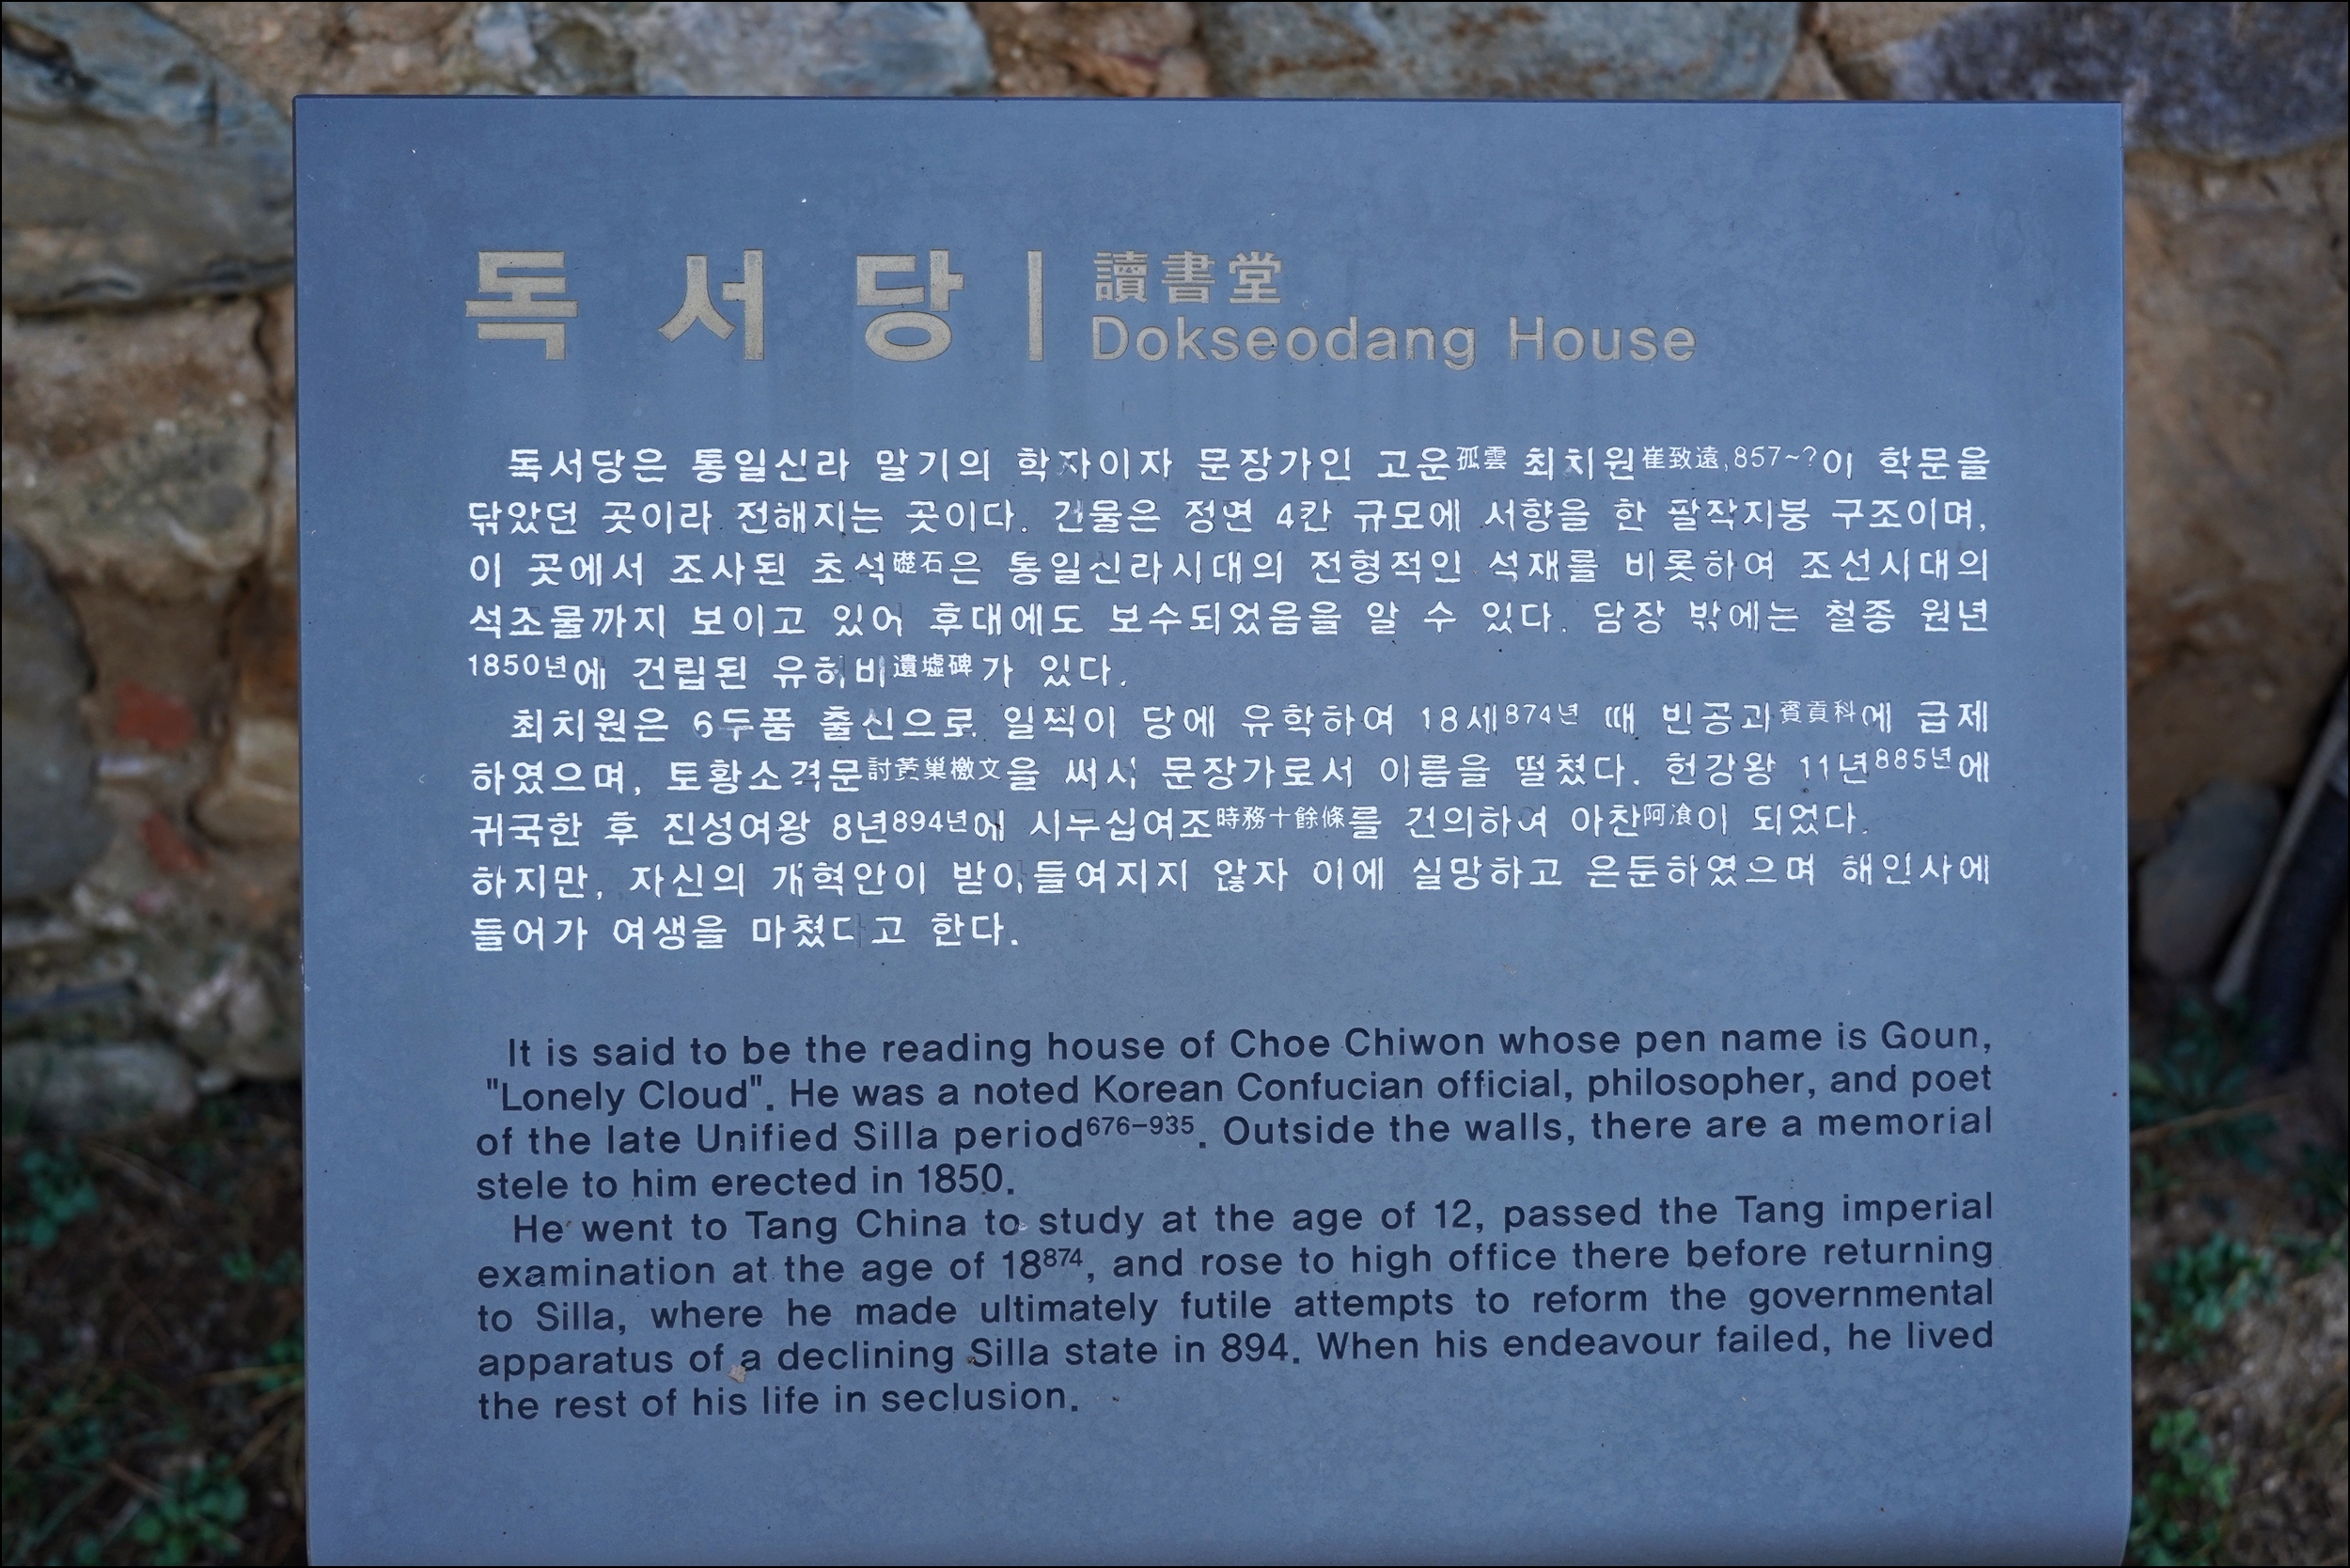 독서당
讀書堂
Dokseodang House
독서당은 통일신라 말기의 학자이자 문장가인 고운孤雲 최치원崔致遠,857~?이 학문을
닦았던 곳이라 전해지는 곳이다. 건물은 정면 4칸 규모에 서향을 한 팔작지붕 구조이며,
이 곳에서 조사된 초석礎石은 통일신라시대의 전형적인 석재를 비롯하여 조선시대의
석조물까지 보이고 있어 후대에도 보수되었음을 알 수 있다. 담장 밖에는 철종 원년
1850년에 건립된 유허비遺墟碑가 있다.
최치원은 6두품 출신으로 일찍이 당에 유학하여 18세874년 때 빈공과賓貢科에 급제
하였으며, 토황소격문討黃巢檄文을 써서 문장가로서 이름을 떨쳤다. 헌강왕 11년885년에
귀국한 후 진성여왕 8년894년에 시무십여조時務十餘條를 건의하여 아찬阿飡이 되었다.
하지만, 자신의 개혁안이 받아들여지지 않자 이에 실망하고 은둔하였으며 해인사에
들어가 여생을 마쳤다고 한다.
It is said to be the reading house of Choe Chiwon whose pen name is Goun,
"Lonely Cloud". He was a noted Korean Confucian official, philosopher, and poet
of the late Unified Silla period676-935. Outside the walls, there are a memorial
stele to him erected in 1850.
He went to Tang China to study at the age of 12, passed the Tang imperial
examination at the age of 18874, and rose to high office there before returning
to Silla, where he made ultimately futile attempts to reform the governmental
apparatus of a declining Silla state in 894. When his endeavour failed, he lived
the rest of his life in seclusion.